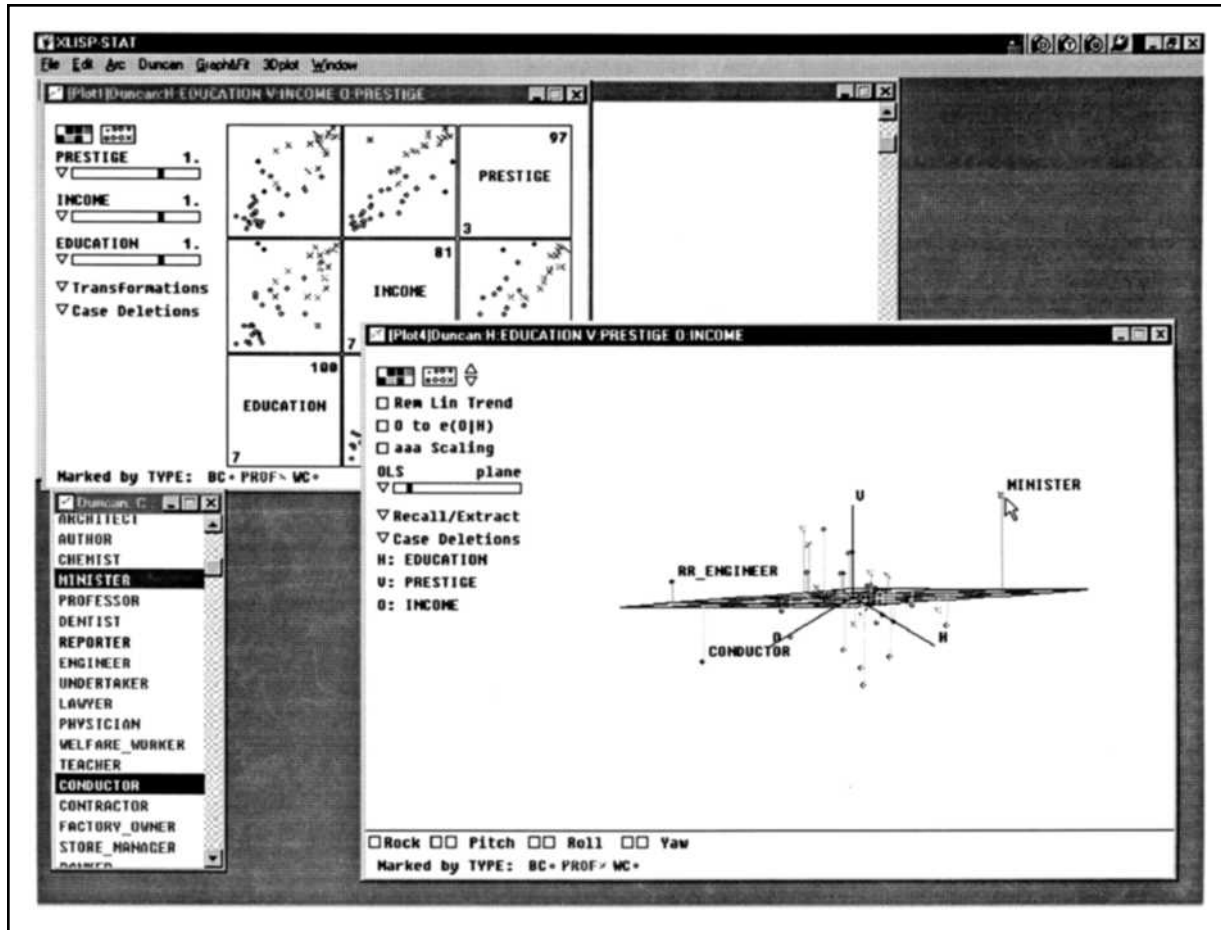 XLISP-STAT
File Edit Arc Duncan Graph&Fit 3Dplot Window
[Plot1]Duncan:H:EDUCATION V:INCOME O:PRESTIGE
PRESTIGE 1.
INCOME 1.
EDUCATION 1.
Transformations
Case Deletions
97
PRESTIGE
3
81
INCOME
7
100
EDUCATION
7
Marked by TYPE: BC PROF WC
Duncan, C
ARCHITECT
AUTHOR
CHEMIST
MINISTER
PROFESSOR
DENTIST
REPORTER
ENGINEER
UNDERTAKER
LAWYER
PHYSICIAN
WELFARE_WORKER
TEACHER
CONDUCTOR
CONTRACTOR
FACTORY_OWNER
STORE_MANAGER
BANKER
[Plot4]Duncan H:EDUCATION V:PRESTIGE O:INCOME
Rem Lin Trend
O to e(O|H)
aaa Scaling
OLS plane
Recall/Extract
Case Deletions
H: EDUCATION
V: PRESTIGE
O: INCOME
V
MINISTER
RR_ENGINEER
O
H
CONDUCTOR
Rock Pitch Roll Yaw
Marked by TYPE: BC PROF WC